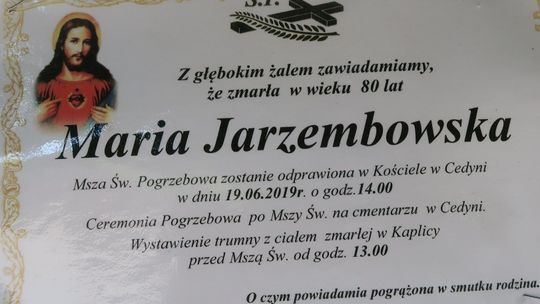 Ś.P.
Z głębokim żalem zawiadamiamy,
że zmarła w wieku 80 lat
Maria Jarzembowska
Msza Św. Pogrzebowa zostanie odprawiona w Kościele w Cedyni
w dniu 19.06.2019r. o godz.14.00
Ceremonia Pogrzebowa po Mszy Św. na cmentarzu w Cedyni.
Wystawienie trumny z ciałem zmarłej w Kaplicy
przed Mszą Św. od godz. 13.00
O czym powiadamia pogrążona w smutku rodzina.